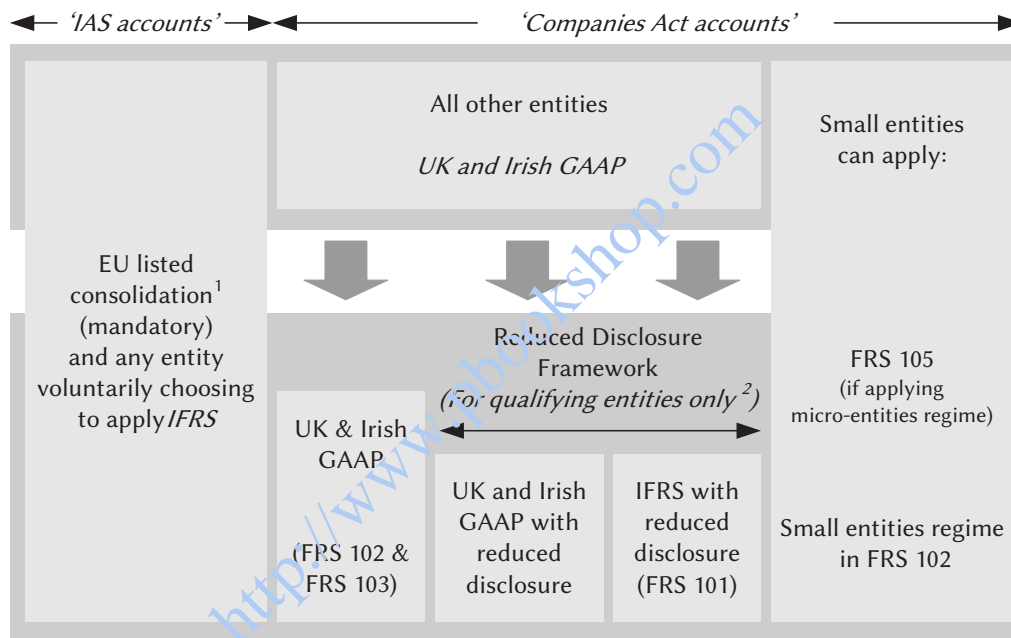 ‘IAS accounts’
‘Companies Act accounts’
All other entities
UK and Irish GAAP
Small entities
can apply:
EU listed
consolidation1
(mandatory)
and any entity
voluntarily choosing
to apply IFRS
Reduced Disclosure
Framework
(For qualifying entities only 2)
UK & Irish
GAAP
(FRS 102 &
FRS 103)
UK and Irish
GAAP with
reduced
disclosure
IFRS with
reduced
disclosure
(FRS 101)
FRS 105
(if applying
micro-entities regime)
Small entities regime
in FRS 102
http://www.pbookshop.com